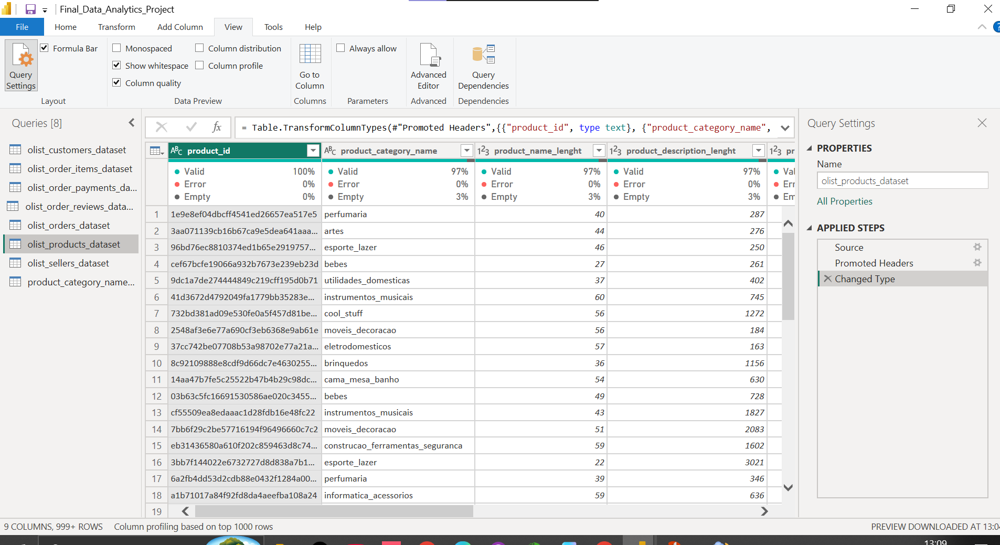 Final_Data_Analytics_Project
File Home Transform Add Column View Tools Help
Query Settings
Formula Bar
Layout
Monospaced
Show whitespace
Column quality
Column distribution
Column profile
Data Preview
Go to Column
Columns
Always allow
Parameters
Advanced Editor
Advanced
Query Dependencies
Dependencies
Queries [8]
olist_customers_dataset
olist_order_items_dataset
olist_order_payments_da...
olist_order_reviews_data...
olist_orders_dataset
olist_products_dataset
olist_sellers_dataset
product_category_name...
fx = Table.TransformColumnTypes(#"Promoted Headers",{{"product_id", type text}, {"product_category_name",
ABC product_id ABC product_category_name 123 product_name_lenght 123 product_description_lenght 123 pr
Valid 100% Valid 97% Valid 97% Valid 97% Val
Error 0% Error 0% Error 0% Error 0% Err
Empty 0% Empty 3% Empty 3% Empty 3% Em
1 1e9e8ef04dbcff4541ed26657ea517e5 perfumaria 40 287
2 3aa071139cb16b67ca9e5dea641aaa... artes 44 276
3 96bd76ec8810374ed1b65e2919757... esporte_lazer 46 250
4 cef67bcfe19066a932b7673e239eb23d bebes 27 261
5 9dc1a7de274444849c219cff195d0b71 utilidades_domesticas 37 402
6 41d3672d4792049fa1779bb35283e... instrumentos_musicais 60 745
7 732bd381ad09e530fe0a5f457d81be... cool_stuff 56 1272
8 2548af3e6e77a690cf3eb6368e9ab61e moveis_decoracao 56 184
9 37cc742be07708b53a98702e77a21a... eletrodomesticos 57 163
10 8c92109888e8cdf9d66dc7e4630255... brinquedos 36 1156
11 14aa47b7fe5c25522b47b4b29c98dc... cama_mesa_banho 54 630
12 03b63c5fc16691530586ae020c3455... bebes 49 728
13 cf55509ea8edaaac1d28fdb16e48fc22 instrumentos_musicais 43 1827
14 7bb6f29c2be57716194f96496660c7c2 moveis_decoracao 51 2083
15 eb31436580a610f202c859463d8c74... construcao_ferramentas_seguranca 59 1602
16 3bb7f144022e6732727d8d838a7b1... esporte_lazer 22 3021
17 6a2fb4dd53d2cdb88e0432f1284a00... perfumaria 39 346
18 a1b71017a84f92fd8da4aeefba108a24 informatica_acessorios 59 636
19
Query Settings
PROPERTIES
Name
olist_products_dataset
All Properties
APPLIED STEPS
Source
Promoted Headers
Changed Type
9 COLUMNS, 999+ ROWS Column profiling based on top 1000 rows
PREVIEW DOWNLOADED AT 13:04
13:09